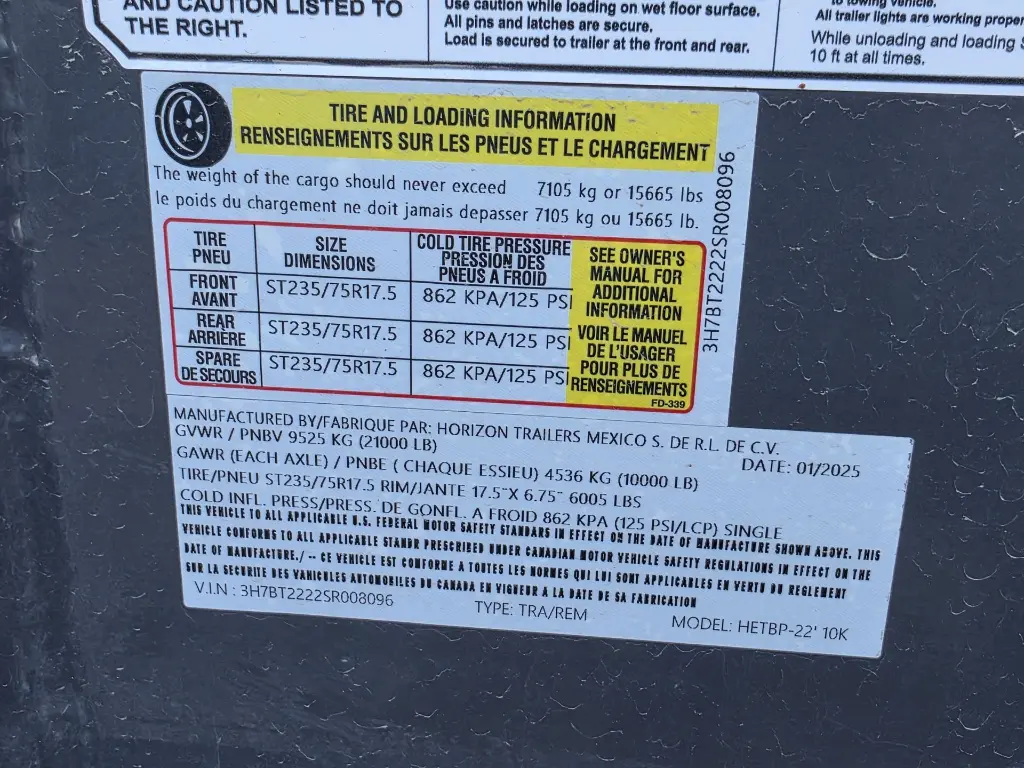 AND CAUTION LISTED TO
THE RIGHT.
Use caution while loading on wet floor surface.
All pins and latches are secure.
Load is secured to trailer at the front and rear.
to towing vehicle.
All trailer lights are working proper
While unloading and loading
10 ft at all times.
TIRE AND LOADING INFORMATION
RENSEIGNEMENTS SUR LES PNEUS ET LE CHARGEMENT
The weight of the cargo should never exceed 7105 kg or 15665 lbs
le poids du chargement ne doit jamais depasser 7105 kg ou 15665 lb.
3H7BT2222SR008096
TIRE
PNEU
SIZE
DIMENSIONS
COLD TIRE PRESSURE
PRESSION DES
PNEUS A FROID
FRONT
AVANT
ST235/75R17.5
862 KPA/125 PSI
REAR
ARRIÈRE
ST235/75R17.5
862 KPA/125 PSI
SPARE
DE SECOURS
ST235/75R17.5
862 KPA/125 PSI
SEE OWNER'S
MANUAL FOR
ADDITIONAL
INFORMATION
VOIR LE MANUEL
DE L'USAGER
POUR PLUS DE
RENSEIGNEMENTS
FD-339
MANUFACTURED BY/FABRIQUE PAR: HORIZON TRAILERS MEXICO S. DE R.L. DE C.V.
GVWR / PNBV 9525 KG (21000 LB)
DATE: 01/2025
GAWR (EACH AXLE) / PNBE ( CHAQUE ESSIEU) 4536 KG (10000 LB)
TIRE/PNEU ST235/75R17.5 RIM/JANTE 17.5"X 6.75" 6005 LBS
COLD INFL. PRESS/PRESS. DE GONFL. A FROID 862 KPA (125 PSI/LCP) SINGLE
THIS VEHICLE TO ALL APPLICABLE U.S. FEDERAL MOTOR SAFETY STANDARS IN EFFECT ON THE DATE OF MANUFACTURE SHOWN ABOVE. THIS
VEHICLE CONFORMS TO ALL APPLICABLE STANDR PRESCRIBED UNDER CANADIAN MOTOR VEHICLE SAFETY REGULATIONS IN EFFECT ON THE
DATE OF MANUFACTURE./ -- CE VEHICLE EST CONFORME A TOUTES LES NORMES QUI LUI SONT APPLICABLES EN VERTU DU REGLEMENT
SUR LA SECURITE DES VANICULES AUTOMOBILES DU CANADA EN VIGUEUR A LA DATE DE SA FABRICATION
V.I.N : 3H7BT2222SR008096
TYPE: TRA/REM
MODEL: HETBP-22' 10K